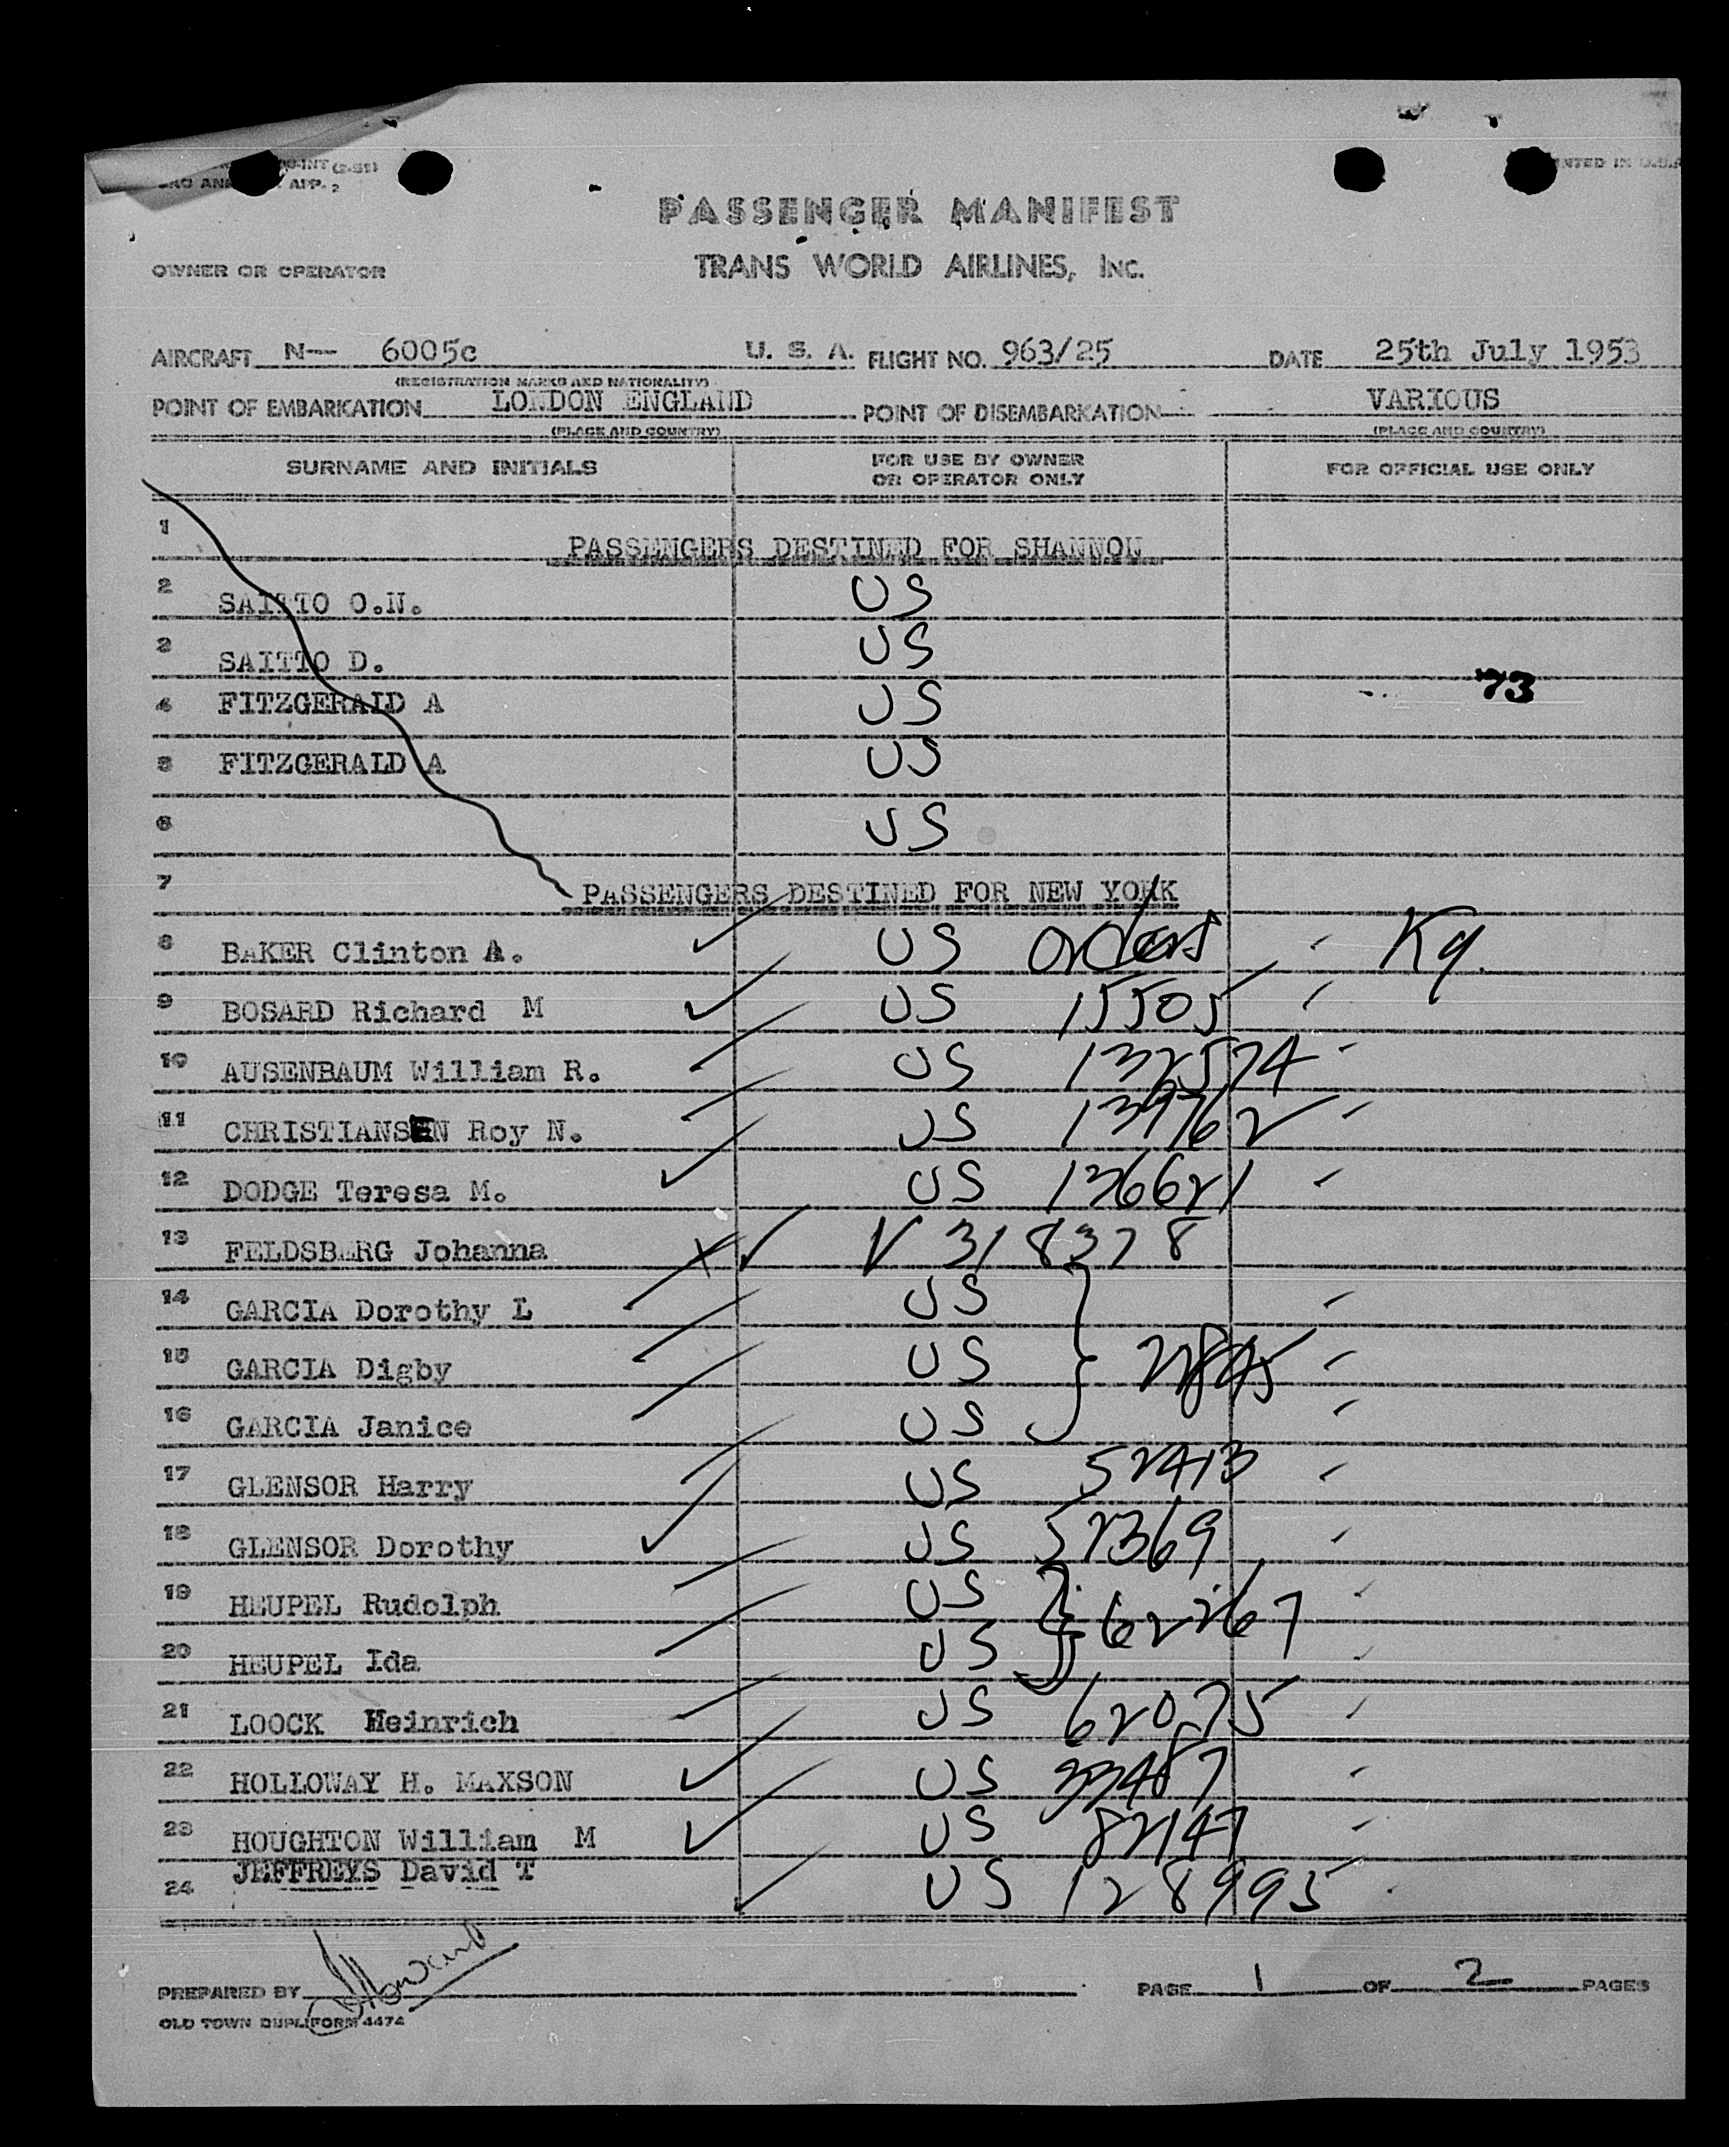 PASSENGER MANIFEST
OWNER OR OPERATOR TRANS WORLD AIRLINES, INC.
AIRCRAFT N-- 6005c U. S. A. FLIGHT NO. 963/25 DATE 25th July 1953
(REGISTRATION MARKS AND NATIONALITY)
POINT OF EMBARKATION LONDON ENGLAND POINT OF DISEMBARKATION VARIOUS
(PLACE AND COUNTRY) (PLACE AND COUNTRY)
SURNAME AND INITIALS FOR USE BY OWNER OR OPERATOR ONLY FOR OFFICIAL USE ONLY
1 PASSENGERS DESTINED FOR SHANNON
2 SAITTO O.N. US
3 SAITTO D. US
4 FITZGERALD A US 73
5 FITZGERALD A US
6 US
7 PASSENGERS DESTINED FOR NEW YORK
8 BAKER Clinton A. US orders
9 BOSARD Richard M US 15505
10 AUSENBAUM William R. US 132574
11 CHRISTIANSEN Roy N. US
12 DODGE Teresa M. US 136621
13 FELDSBERG Johanna V 318378
14 GARCIA Dorothy L US
15 GARCIA Digby US
16 GARCIA Janice US
17 GLENSOR Harry US 52413
18 GLENSOR Dorothy US 52369
19 HEUPEL Rudolph US
62267
20 HEUPEL Ida US
21 LOOCK Heinrich US 62075
22 HOLLOWAY H. MAXSON US 33487
23 HOUGHTON William M US 82147
24 JEFFREYS David T US 128995
PREPARED BY PAGE 1 OF 2 PAGES
OLD TOWN DUPLIFORM 4474